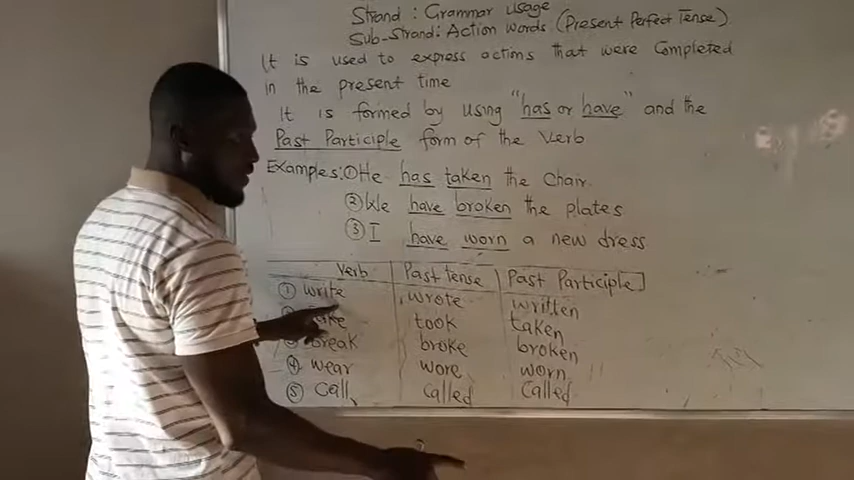 Strand : Grammar Usage
Sub-Strand: Action Words (Present Perfect Tense)
It is used to express actions that were Completed
in the present time
It is formed by using "has or have" and the
Past Participle form of the Verb
Examples: ① He has taken the Chair.
② We have broken the plates
③ I have worn a new dress
Verb Past Tense Past Participle
① write wrote written
took taken
break broke broken
④ wear wore worn
⑤ Call Called Called